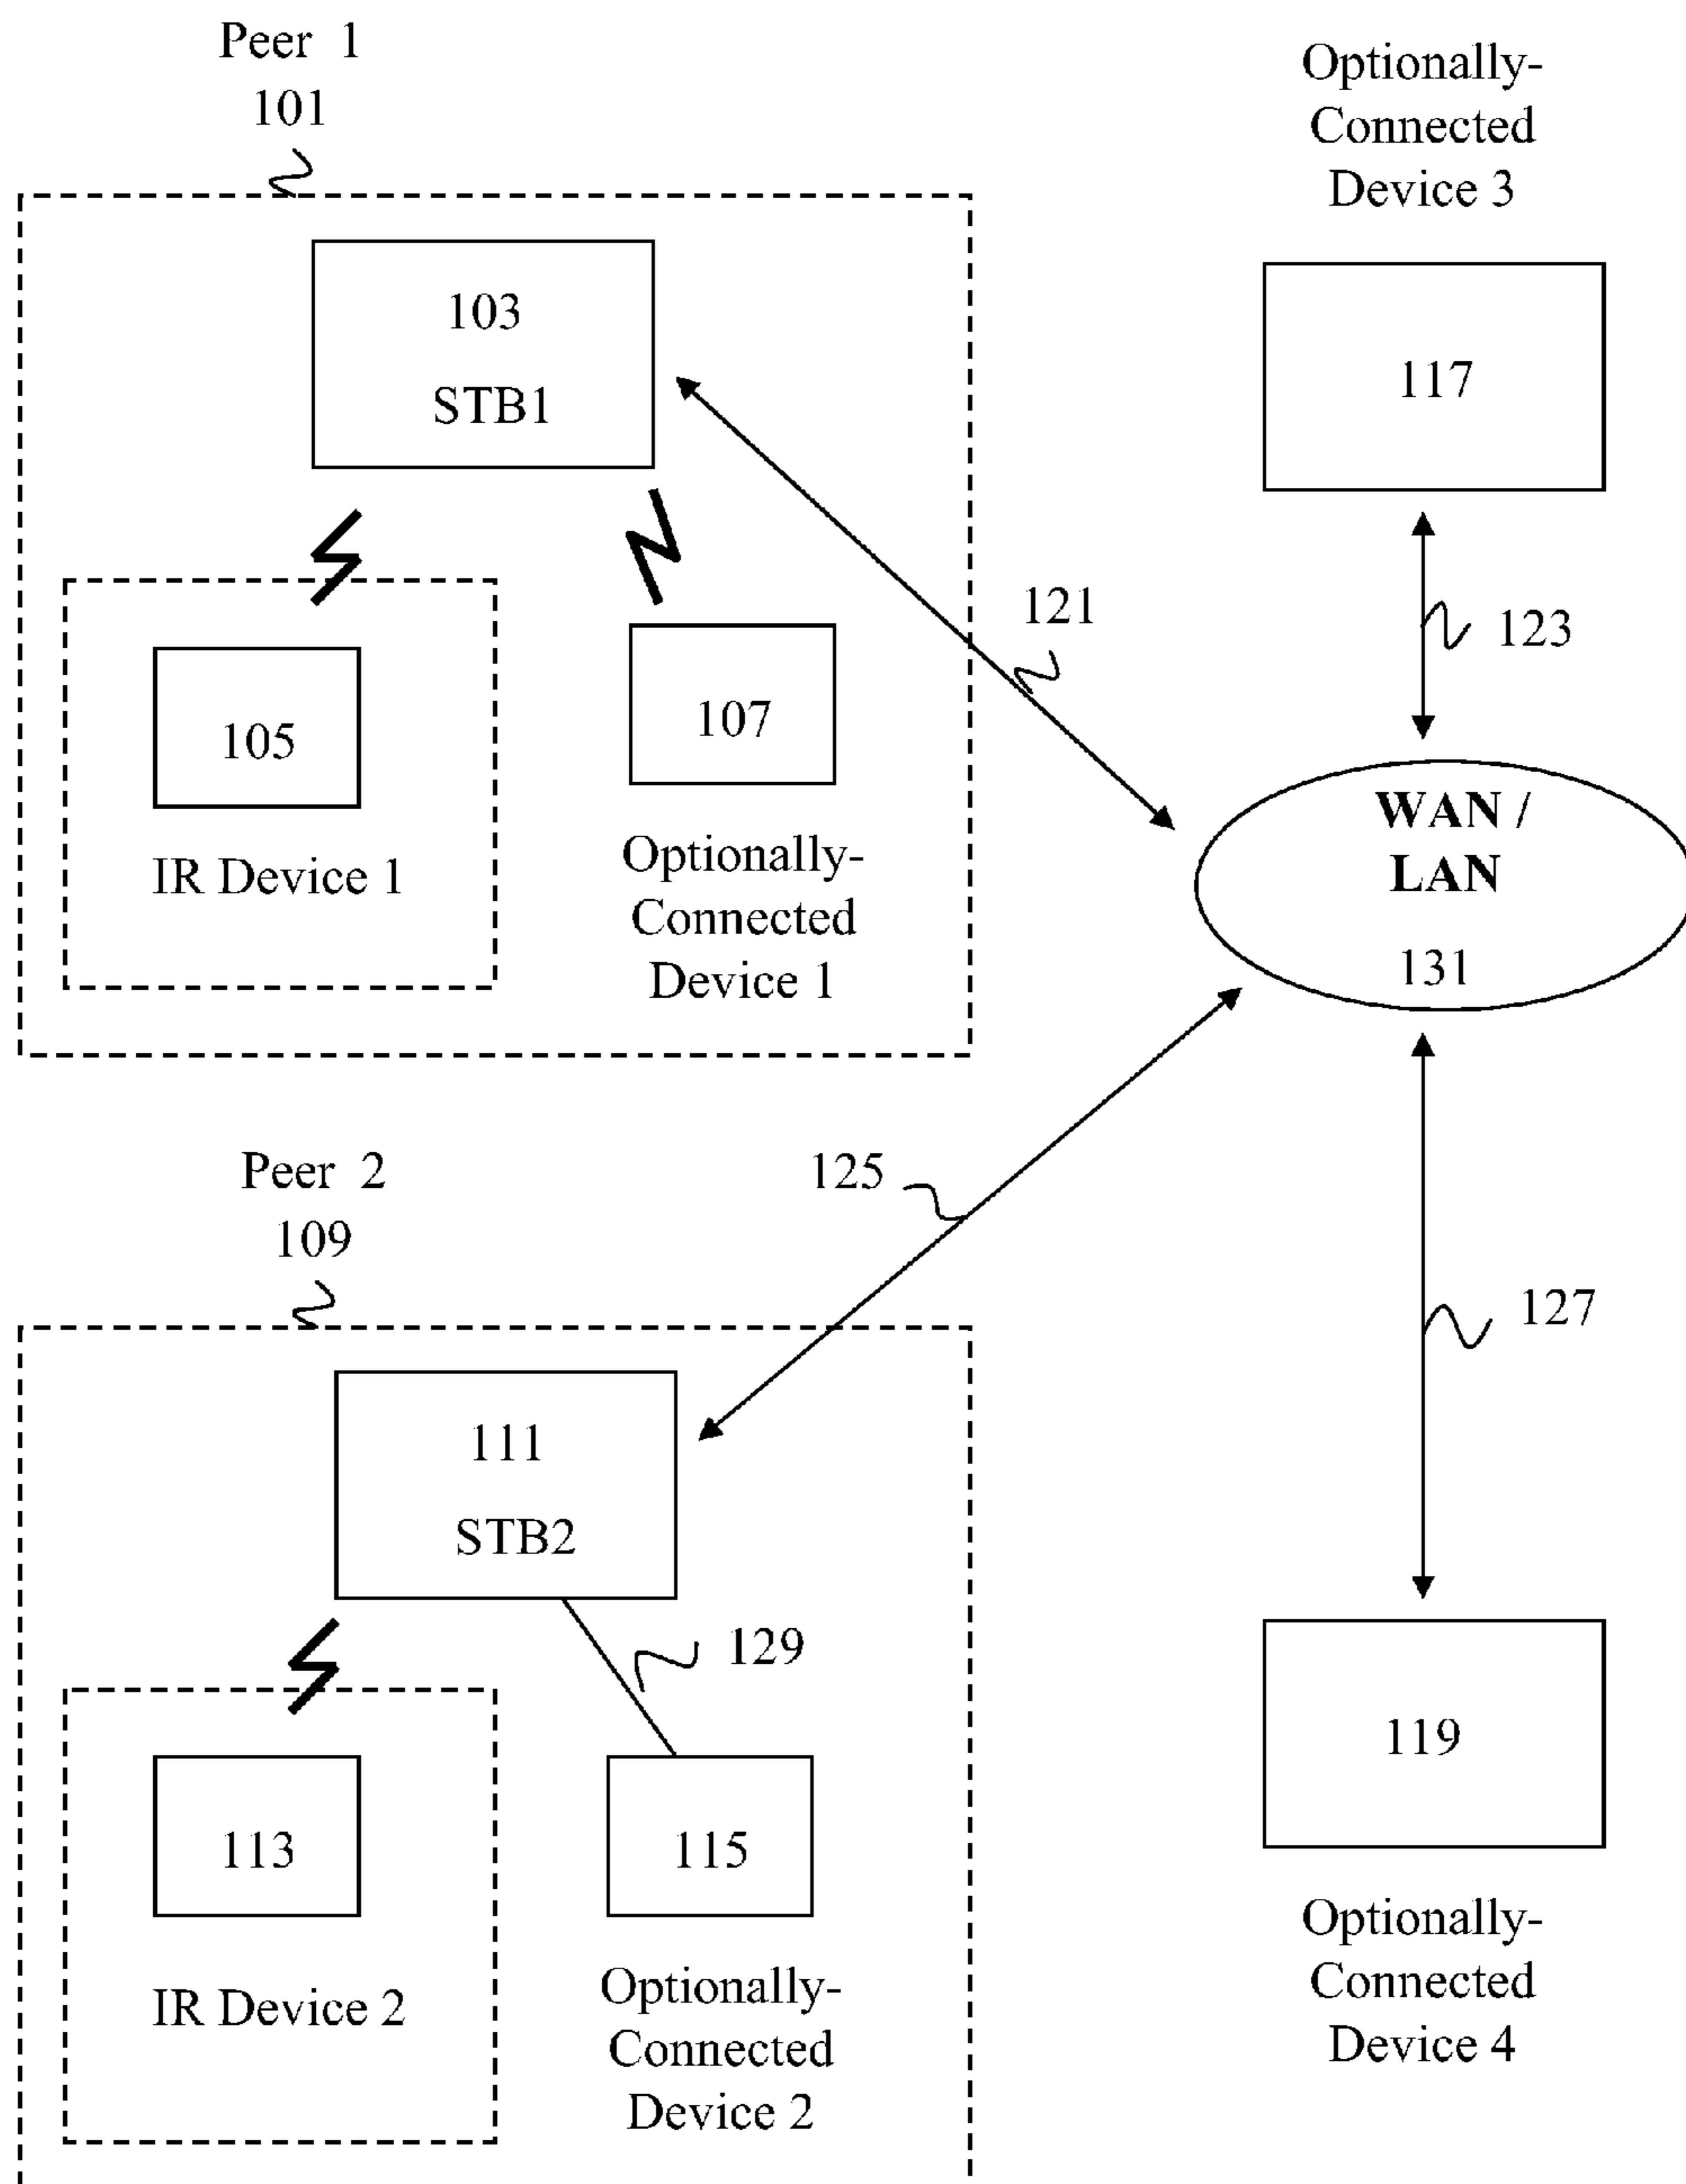 Peer 1
101
103
STB1
105
IR Device 1
107
Optionally-
Connected
Device 1
121
Optionally-
Connected
Device 3
117
123
WAN /
LAN
131
Peer 2
109
125
127
111
STB2
129
113
IR Device 2
115
Optionally-
Connected
Device 2
119
Optionally-
Connected
Device 4